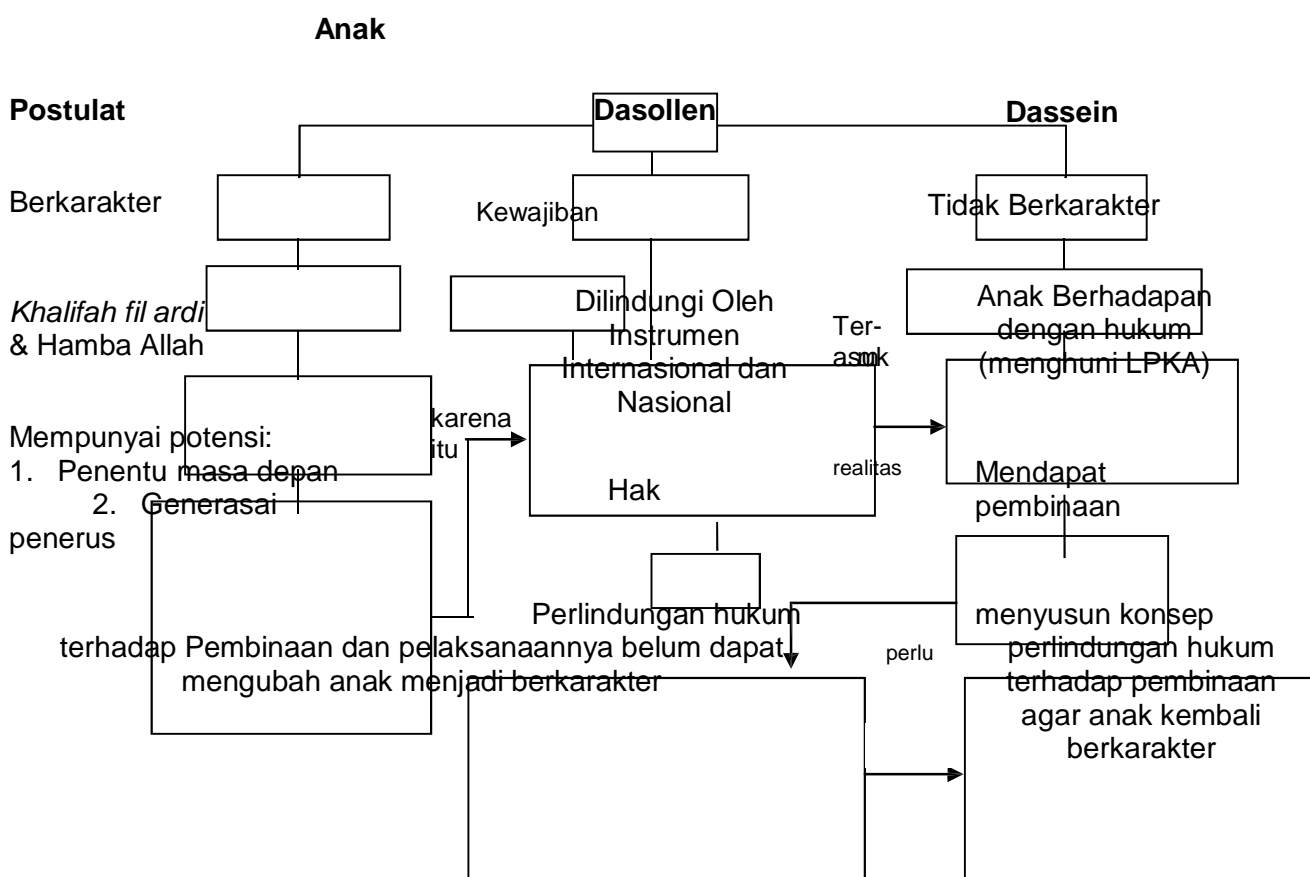 Anak
Postulat
Dasollen
Dassein
Berkarakter
Kewajiban
Tidak Berkarakter
Khalifah fil ardi
& Hamba Allah
Dilindungi Oleh
Instrumen
Internasional dan
Nasional
Ter-
Anak Berhadapan
dengan hukum
(menghuni LPKA)
Mempunyai potensi:
1. Penentu masa depan
2. Generasai
penerus
karena
itu
Hak
realitas
Mendapat
pembinaan
Perlindungan hukum
terhadap Pembinaan dan pelaksanaannya belum dapat
mengubah anak menjadi berkarakter
perlu
menyusun konsep
perlindungan hukum
terhadap pembinaan
agar anak kembali
berkarakter